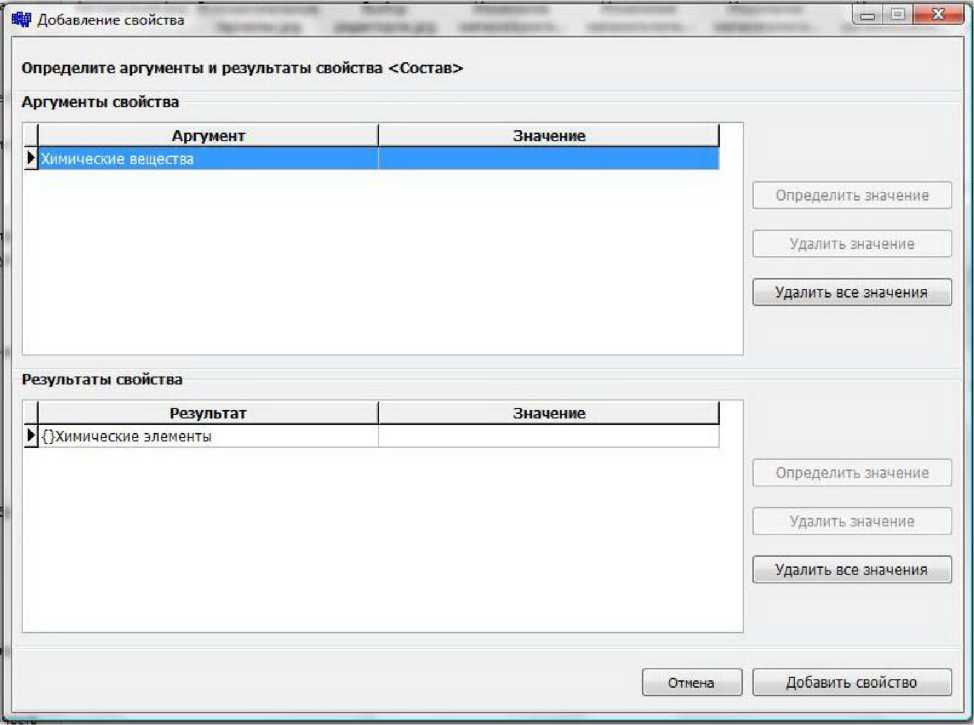 Добавление свойства
Определите аргументы и результаты свойства <Состав>
Аргументы свойства
Аргумент Значение
Химические вещества
Определить значение
Удалить значение
Удалить все значения
Результаты свойства
Результат Значение
{}Химические элементы
Определить значение
Удалить значение
Удалить все значения
Отмена Добавить свойство